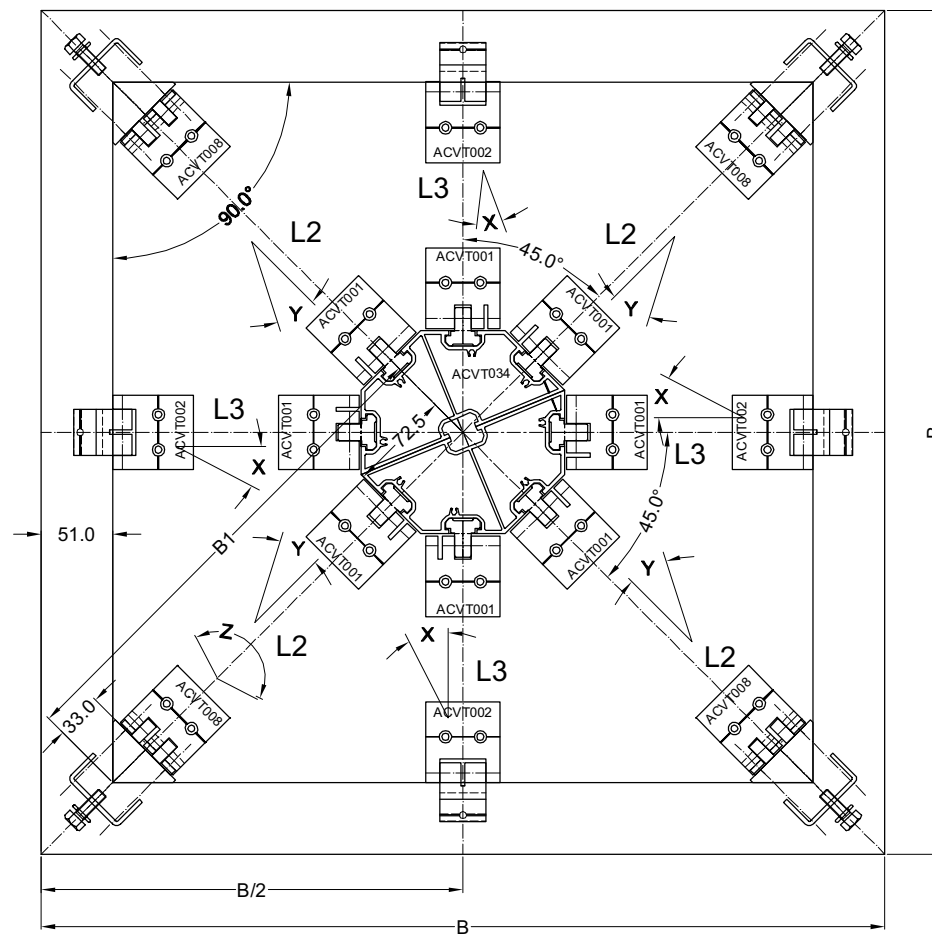 ACVT008
ACVT002
ACVT008
L3
X
90.0°
L2
45.0°
L2
ACVT001
Y
ACVT001
ACVT001
Y
ACVT034
X
ACVT002
L3
ACVT001
72.5
ACVT001
ACVT002
L3
X
45.0°
51.0
B1
Y
ACVT001
ACVT001
ACVT001
Y
Z
L2
X
L3
L2
33.0
ACVT008
ACVT002
ACVT008
B/2
B